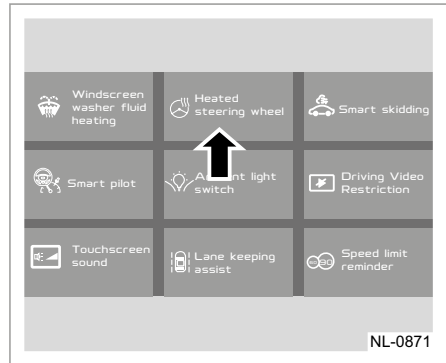 Windscreen
washer fluid
heating
Heated
steering wheel
Smart skidding
Smart pilot
light
switch
Driving Video
Restriction
Touchscreen
sound
Lane keeping
assist
Speed limit
reminder
NL-0871